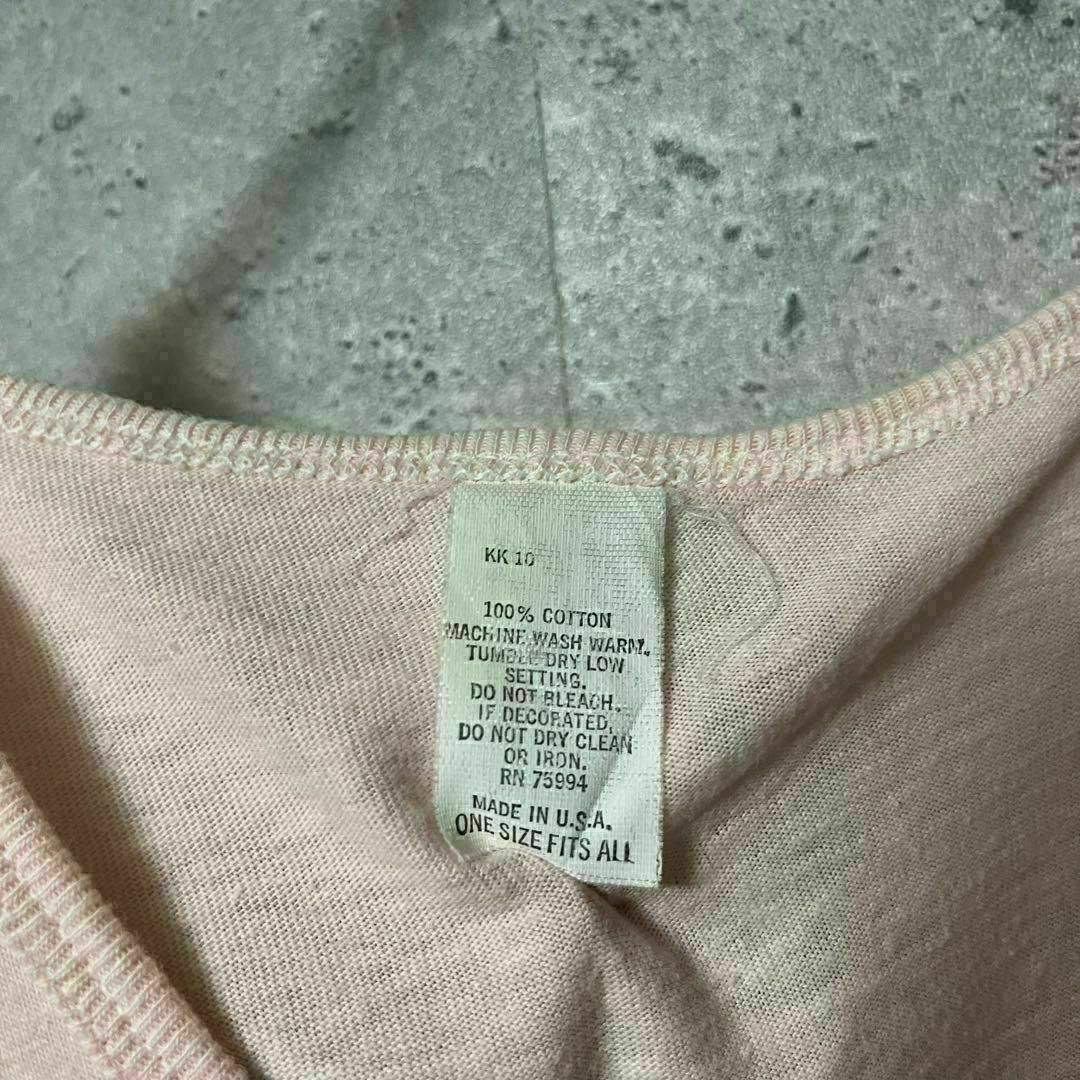 KK 10
100% COTTON
MACHINE WASH WARM.
TUMBLE DRY LOW
SETTING.
DO NOT BLEACH.
IF DECORATED,
DO NOT DRY CLEAN
OR IRON.
RN 75994
MADE IN U.S.A.
ONE SIZE FITS ALL